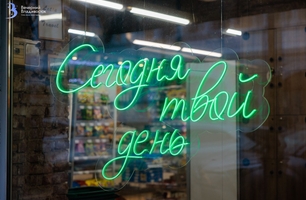 Вечерний
Владивосток
Сегодня
твой
день